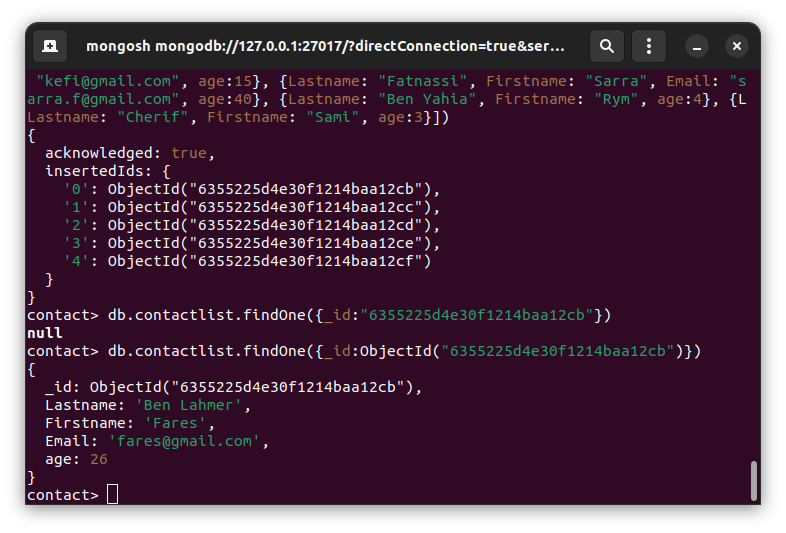 mongosh mongodb://127.0.0.1:27017/?directConnection=true&ser…
"kefi@gmail.com", age:15}, {Lastname: "Fatnassi", Firstname: "Sarra", Email: "s
arra.f@gmail.com", age:40}, {Lastname: "Ben Yahia", Firstname: "Rym", age:4}, {L
Lastname: "Cherif", Firstname: "Sami", age:3}])
{
  acknowledged: true,
  insertedIds: {
    '0': ObjectId("6355225d4e30f1214baa12cb"),
    '1': ObjectId("6355225d4e30f1214baa12cc"),
    '2': ObjectId("6355225d4e30f1214baa12cd"),
    '3': ObjectId("6355225d4e30f1214baa12ce"),
    '4': ObjectId("6355225d4e30f1214baa12cf")
  }
}
contact> db.contactlist.findOne({_id:"6355225d4e30f1214baa12cb"})
null
contact> db.contactlist.findOne({_id:ObjectId("6355225d4e30f1214baa12cb")})
{
  _id: ObjectId("6355225d4e30f1214baa12cb"),
  Lastname: 'Ben Lahmer',
  Firstname: 'Fares',
  Email: 'fares@gmail.com',
  age: 26
}
contact>